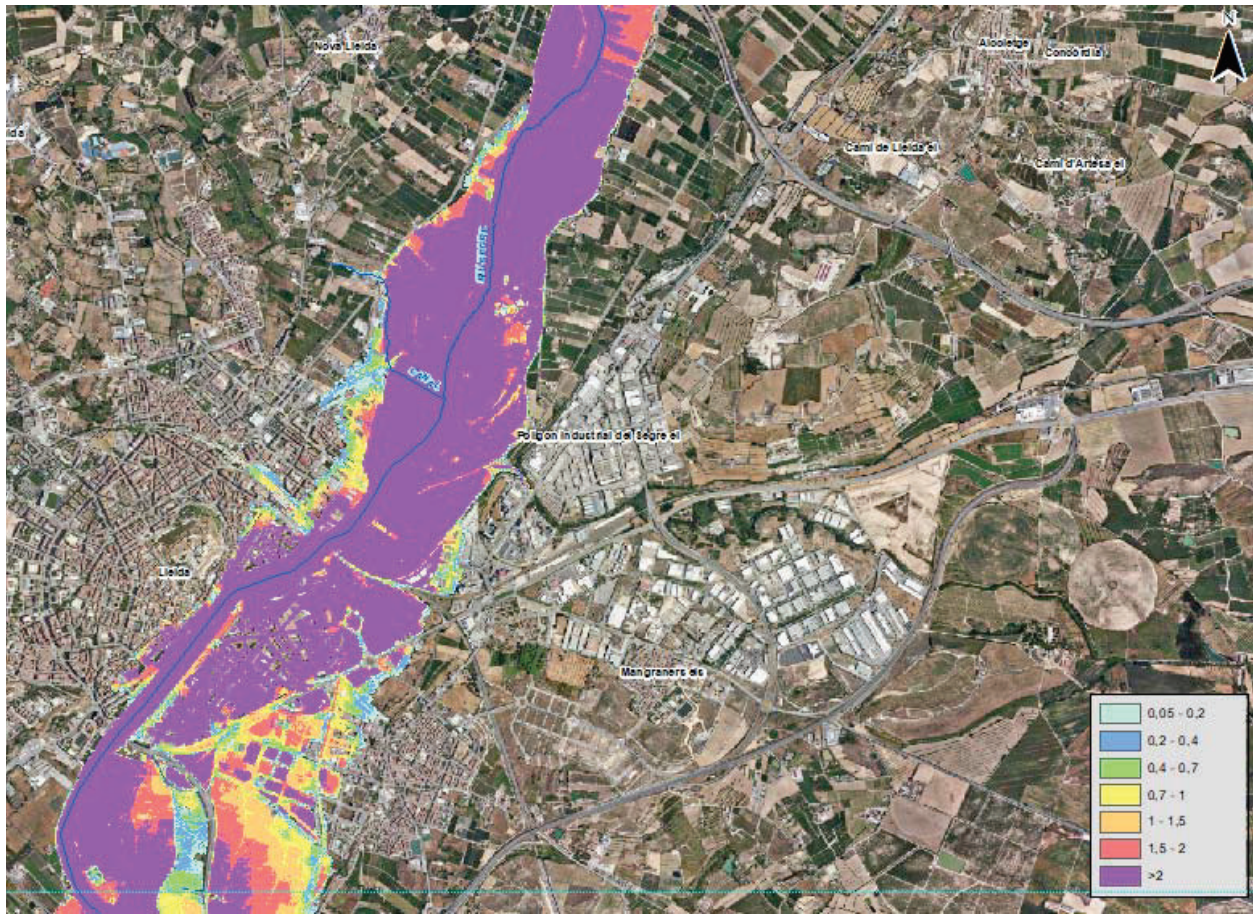 N
Nova Lleida
Alcoletge
Concòrdia
lda
Camí de Lleida el
Camí d'Artesa el
Polígon Industrial del Segre el
Lleida
Mangraners els
0,05 - 0,2
0,2 - 0,4
0,4 - 0,7
0,7 - 1
1 - 1,5
1,5 - 2
>2